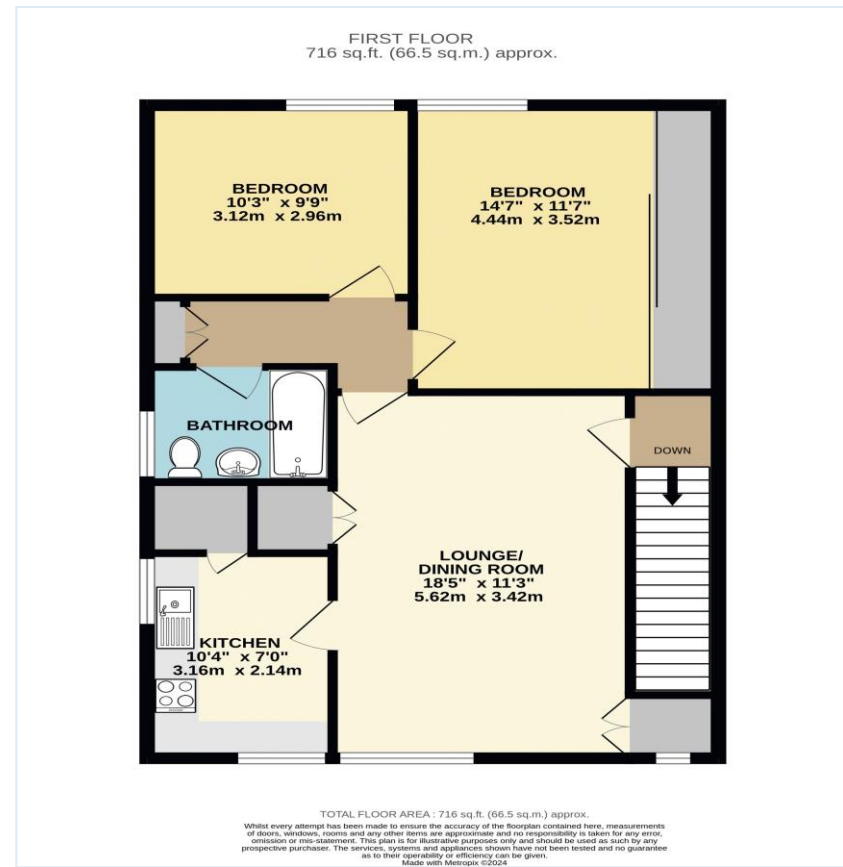 FIRST FLOOR
716 sq.ft. (66.5 sq.m.) approx.
BEDROOM
10'3" x 9'9"
3.12m x 2.96m
BEDROOM
14'7" x 11'7"
4.44m x 3.52m
BATHROOM
DOWN
LOUNGE/
DINING ROOM
18'5" x 11'3"
5.62m x 3.42m
KITCHEN
10'4" x 7'0"
3.16m x 2.14m
TOTAL FLOOR AREA : 716 sq.ft. (66.5 sq.m.) approx.
Whilst every attempt has been made to ensure the accuracy of the floorplan contained here, measurements
of doors, windows, rooms and any other items are approximate and no responsibility is taken for any error,
omission or mis-statement. This plan is for illustrative purposes only and should be used as such by any
prospective purchaser. The services, systems and appliances shown have not been tested and no guarantee
as to their operability or efficiency can be given.
Made with Metropix ©2024